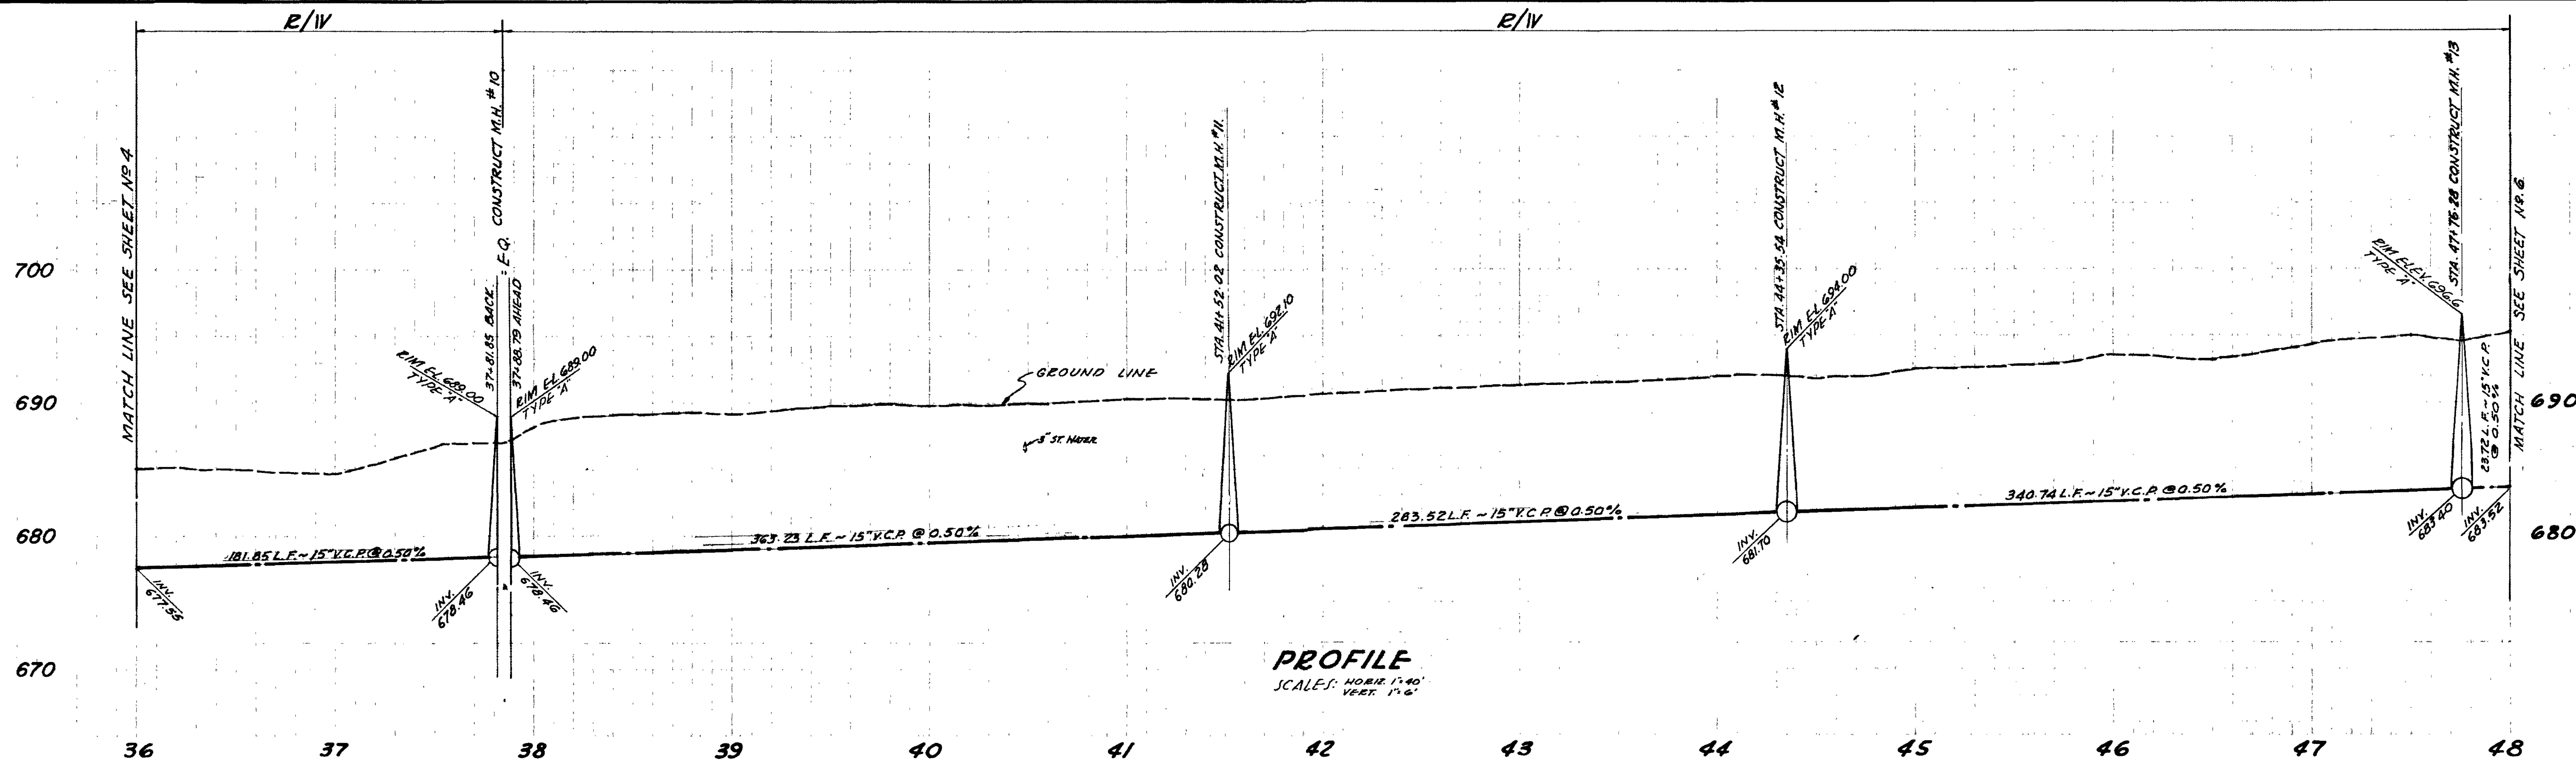 R/W
R/W
MATCH LINE SEE SHEET Nº 4
37+81.85 BACK.
= E.Q. CONSTRUCT M.H. #10
37+88.79 AHEAD
RIM EL. 689.00
TYPE "A"
RIM EL. 689.00
TYPE "A"
STA. 41+52.02 CONSTRUCT M.H. #11.
RIM EL. 692.10
TYPE "A"
STA. 44+35.54 CONSTRUCT M.H. #12
RIM EL. 694.00
TYPE "A"
STA. 47+76.28 CONSTRUCT M.H. #13
RIM ELEV. 696.6
TYPE "A"
MATCH LINE SEE SHEET Nº. 6
GROUND LINE
ST. WATER
700
690
680
670
690
680
181.85 L.F. ~ 15" V.C.P. @ 0.50%
363.23 L.F. ~ 15" V.C.P. @ 0.50%
283.52 L.F. ~ 15" V.C.P. @ 0.50%
340.74 L.F. ~ 15" V.C.P. @ 0.50%
23.72 L.F. ~ 15" V.C.P.
@ 0.50%
INV.
677.55
INV.
678.46
INV.
678.46
INV.
680.28
INV.
681.70
INV.
683.40
INV.
683.52
PROFILE
SCALES: HORIZ. 1"=40'
VERT. 1"=6'
36 37 38 39 40 41 42 43 44 45 46 47 48